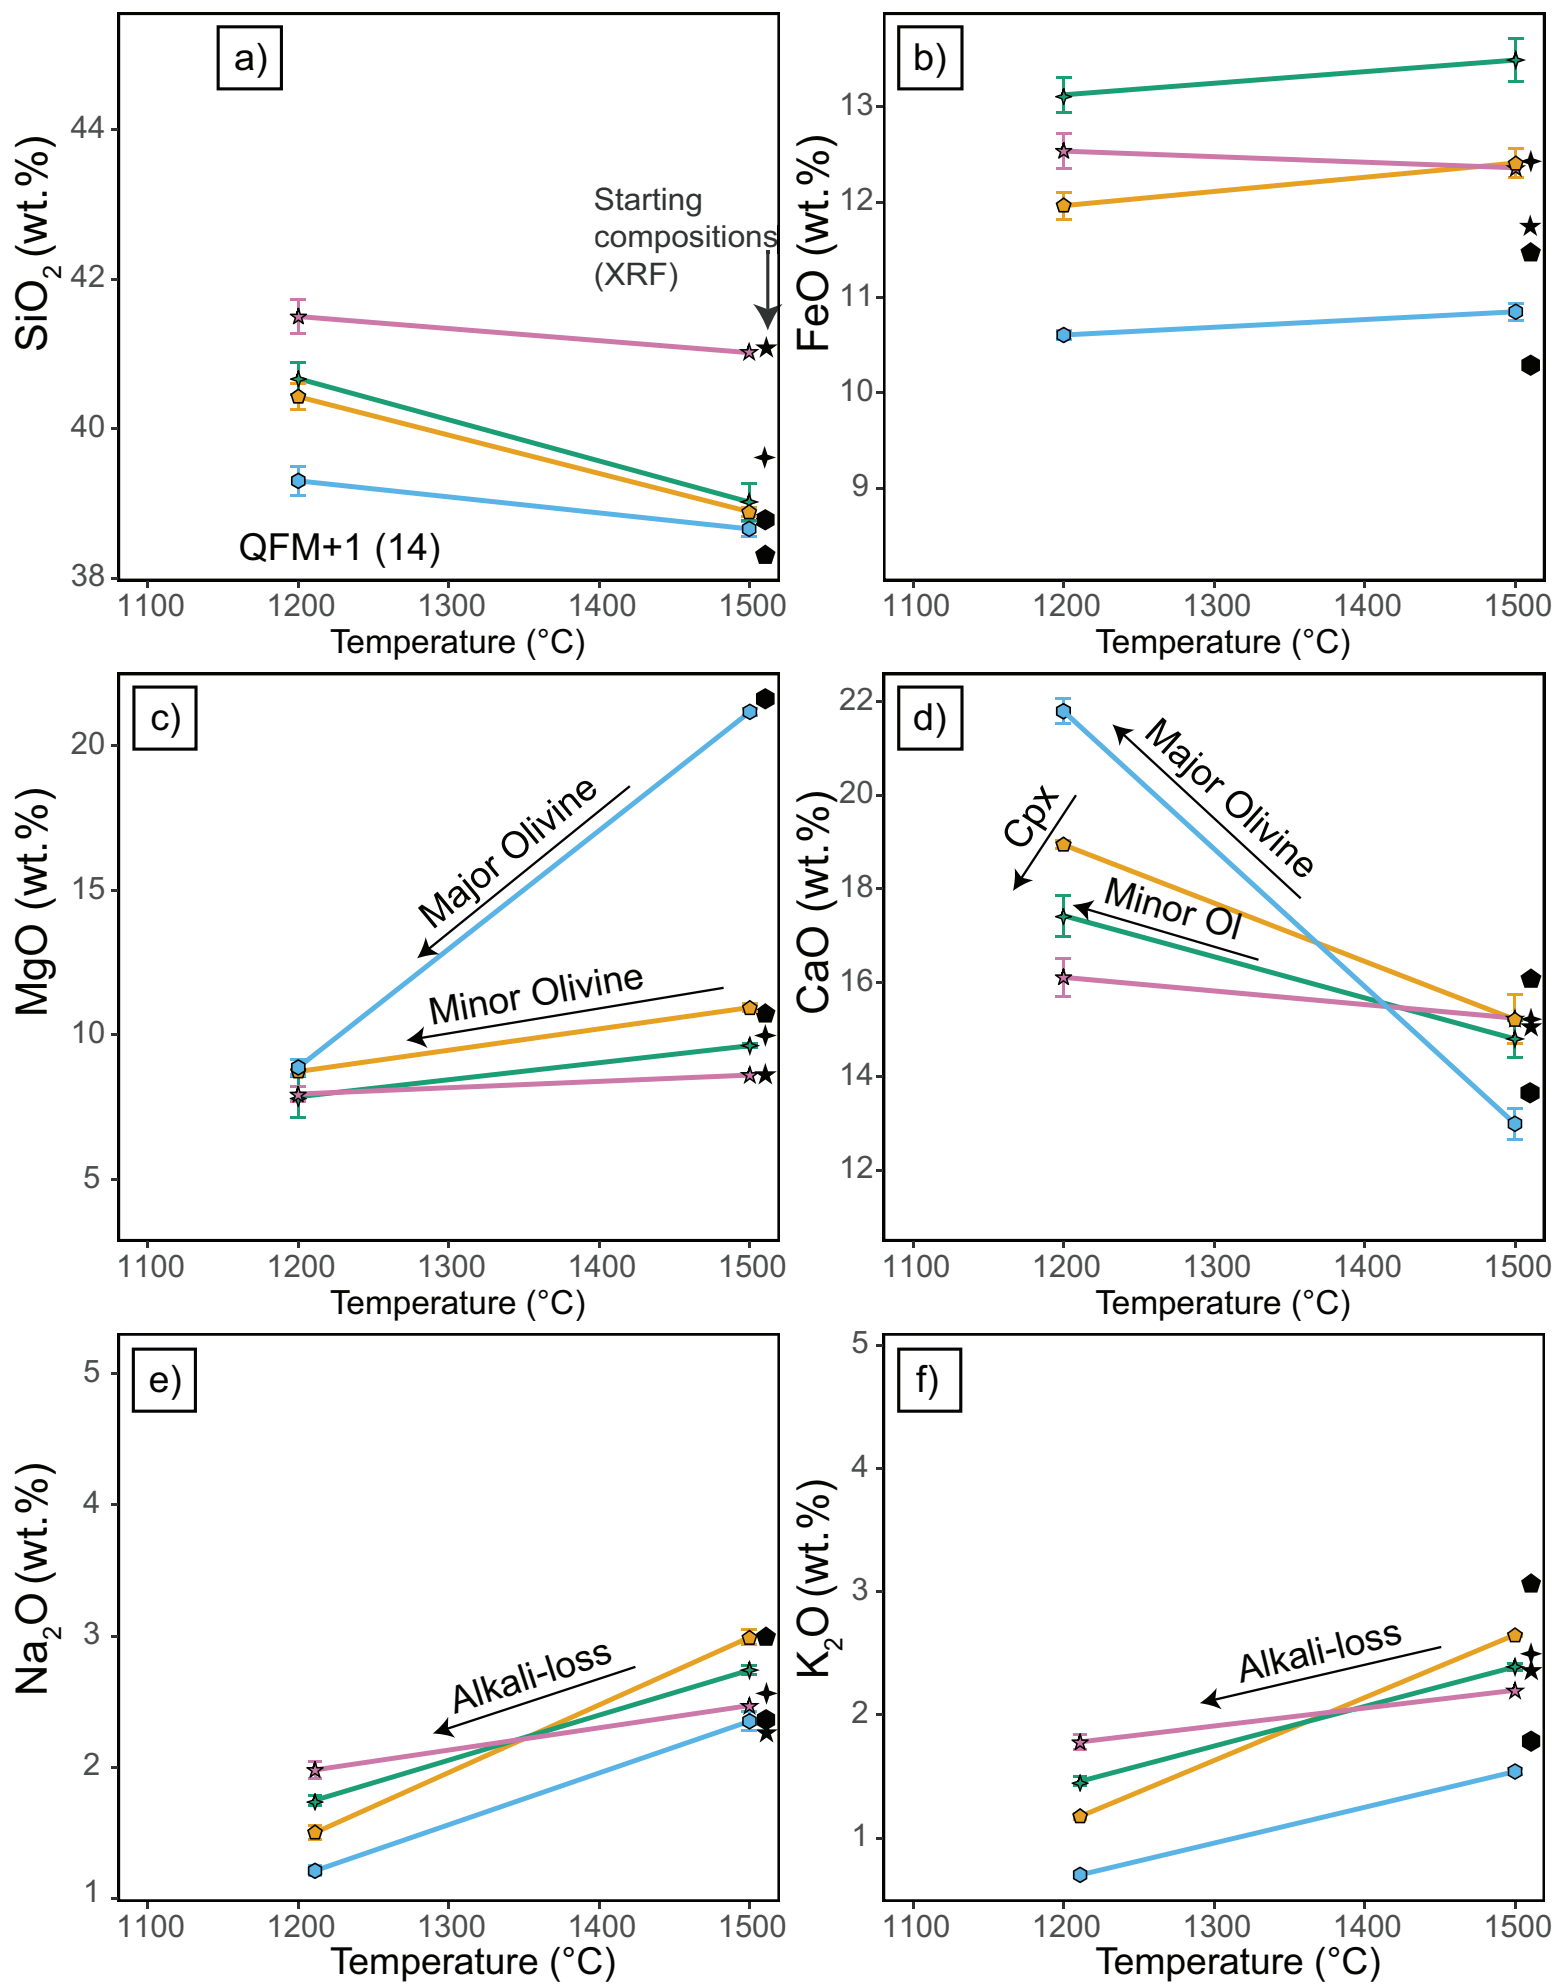 a)
SiO2 (wt.%)
44
42
40
38
Starting
compositions
(XRF)
QFM+1 (14)
1100 1200 1300 1400 1500
Temperature (°C)
b)
FeO (wt.%)
13
12
11
10
9
1100 1200 1300 1400 1500
Temperature (°C)
c)
MgO (wt.%)
20
15
10
5
Major Olivine
Minor Olivine
1100 1200 1300 1400 1500
Temperature (°C)
d)
CaO (wt.%)
22
20
18
16
14
12
Major Olivine
Cpx
Minor Ol
1100 1200 1300 1400 1500
Temperature (°C)
e)
Na2O (wt.%)
5
4
3
2
1
Alkali-loss
1100 1200 1300 1400 1500
Temperature (°C)
f)
K2O (wt.%)
5
4
3
2
1
Alkali-loss
1100 1200 1300 1400 1500
Temperature (°C)